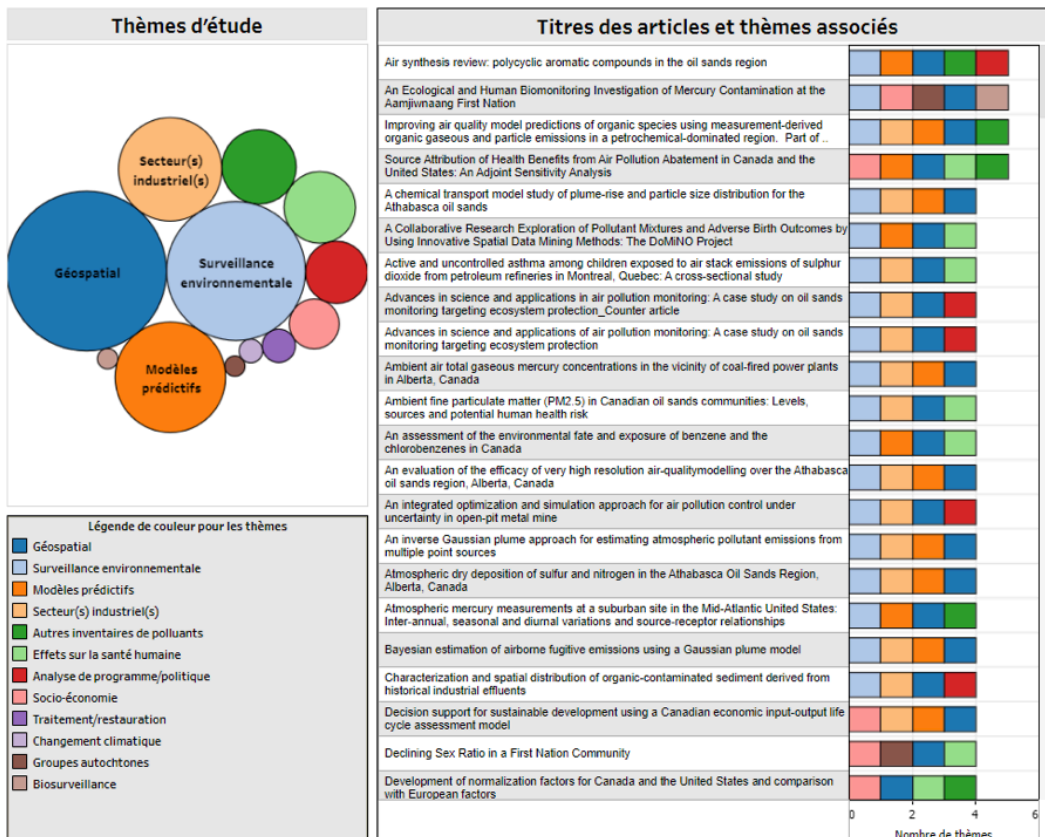 Thèmes d'étude
Secteur(s)
industriel(s)
Géospatial
Surveillance
environnementale
Modèles
prédictifs
Légende de couleur pour les thèmes
Géospatial
Surveillance environnementale
Modèles prédictifs
Secteur(s) industriel(s)
Autres inventaires de polluants
Effets sur la santé humaine
Analyse de programme/politique
Socio-économie
Traitement/restauration
Changement climatique
Groupes autochtones
Biosurveillance
Titres des articles et thèmes associés
Air synthesis review: polycyclic aromatic compounds in the oil sands region
An Ecological and Human Biomonitoring Investigation of Mercury Contamination at the
Aamjiwnaang First Nation
Improving air quality model predictions of organic species using measurement-derived
organic gaseous and particle emissions in a petrochemical-dominated region. Part of ..
Source Attribution of Health Benefits from Air Pollution Abatement in Canada and the
United States: An Adjoint Sensitivity Analysis
A chemical transport model study of plume-rise and particle size distribution for the
Athabasca oil sands
A Collaborative Research Exploration of Pollutant Mixtures and Adverse Birth Outcomes by
Using Innovative Spatial Data Mining Methods: The DoMiNO Project
Active and uncontrolled asthma among children exposed to air stack emissions of sulphur
dioxide from petroleum refineries in Montreal, Quebec: A cross-sectional study
Advances in science and applications in air pollution monitoring: A case study on oil sands
monitoring targeting ecosystem protection_Counter article
Advances in science and applications of air pollution monitoring: A case study on oil sands
monitoring targeting ecosystem protection
Ambient air total gaseous mercury concentrations in the vicinity of coal-fired power plants
in Alberta, Canada
Ambient fine particulate matter (PM2.5) in Canadian oil sands communities: Levels,
sources and potential human health risk
An assessment of the environmental fate and exposure of benzene and the
chlorobenzenes in Canada
An evaluation of the efficacy of very high resolution air-qualitymodelling over the Athabasca
oil sands region, Alberta, Canada
An integrated optimization and simulation approach for air pollution control under
uncertainty in open-pit metal mine
An inverse Gaussian plume approach for estimating atmospheric pollutant emissions from
multiple point sources
Atmospheric dry deposition of sulfur and nitrogen in the Athabasca Oil Sands Region,
Alberta, Canada
Atmospheric mercury measurements at a suburban site in the Mid-Atlantic United States:
Inter-annual, seasonal and diurnal variations and source-receptor relationships
Bayesian estimation of airborne fugitive emissions using a Gaussian plume model
Characterization and spatial distribution of organic-contaminated sediment derived from
historical industrial effluents
Decision support for sustainable development using a Canadian economic input-output life
cycle assessment model
Declining Sex Ratio in a First Nation Community
Development of normalization factors for Canada and the United States and comparison
with European factors
0 2 4 6
Nombre de thèmes